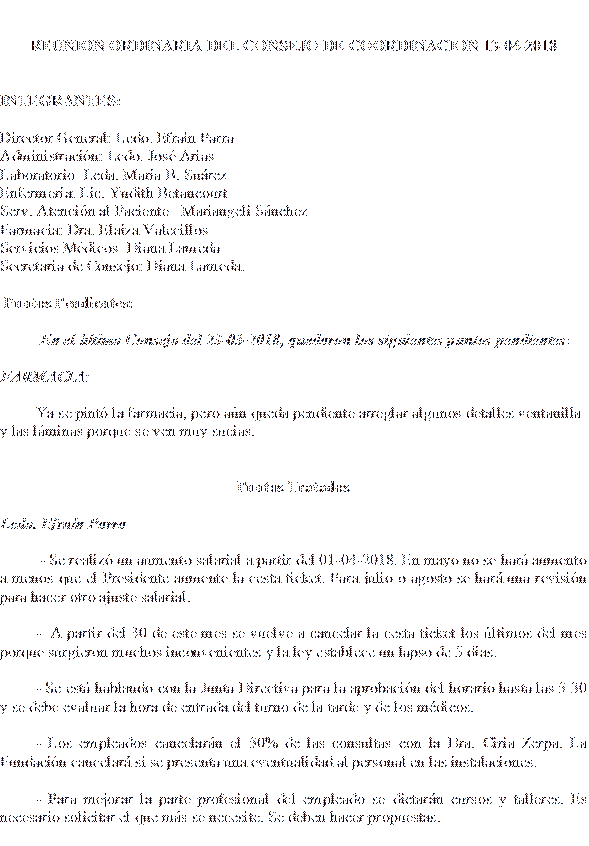 REUNION ORDINARIA DEL CONSEJO DE COORDINACION 13-04-2018
INTEGRANTES:
Director General: Lcdo. Efraín Parra
Administración: Lcdo. José Arias
Laboratorio: Lcda. María B. Suárez
Enfermería: Lic. Yudith Betancourt
Serv. Atención al Paciente: Mariangeli Sánchez
Farmacia: Dra. Elaiza Valecillos
Servicios Médicos: Diana Lameda
Secretaria de Consejo: Diana Lameda.
Puntos Pendientes:
En el último Consejo del 23-03-2018, quedaron los siguientes puntos pendientes:
FARMACIA:
Ya se pintó la farmacia, pero aún queda pendiente arreglar algunos detalles ventanilla
y las láminas porque se ven muy sucias.
Puntos Tratados
Lcdo. Efraín Parra
- Se realizó un aumento salarial a partir del 01-04-2018. En mayo no se hará aumento
a menos que el Presidente aumente la cesta ticket. Para julio o agosto se hará una revisión
para hacer otro ajuste salarial.
- A partir del 30 de este mes se vuelve a cancelar la cesta ticket los últimos del mes
porque surgieron muchos inconvenientes y la ley establece un lapso de 5 días.
- Se está hablando con la Junta Directiva para la aprobación del horario hasta las 3:30
y se debe evaluar la hora de entrada del turno de la tarde y de los médicos.
- Los empleados cancelarán el 50% de las consultas con la Dra. Ciria Zerpa. La
Fundación cancelará si se presenta una eventualidad al personal en las instalaciones.
- Para mejorar la parte profesional del empleado se dictarán cursos y talleres. Es
necesario solicitar el que más se necesite. Se deben hacer propuestas.